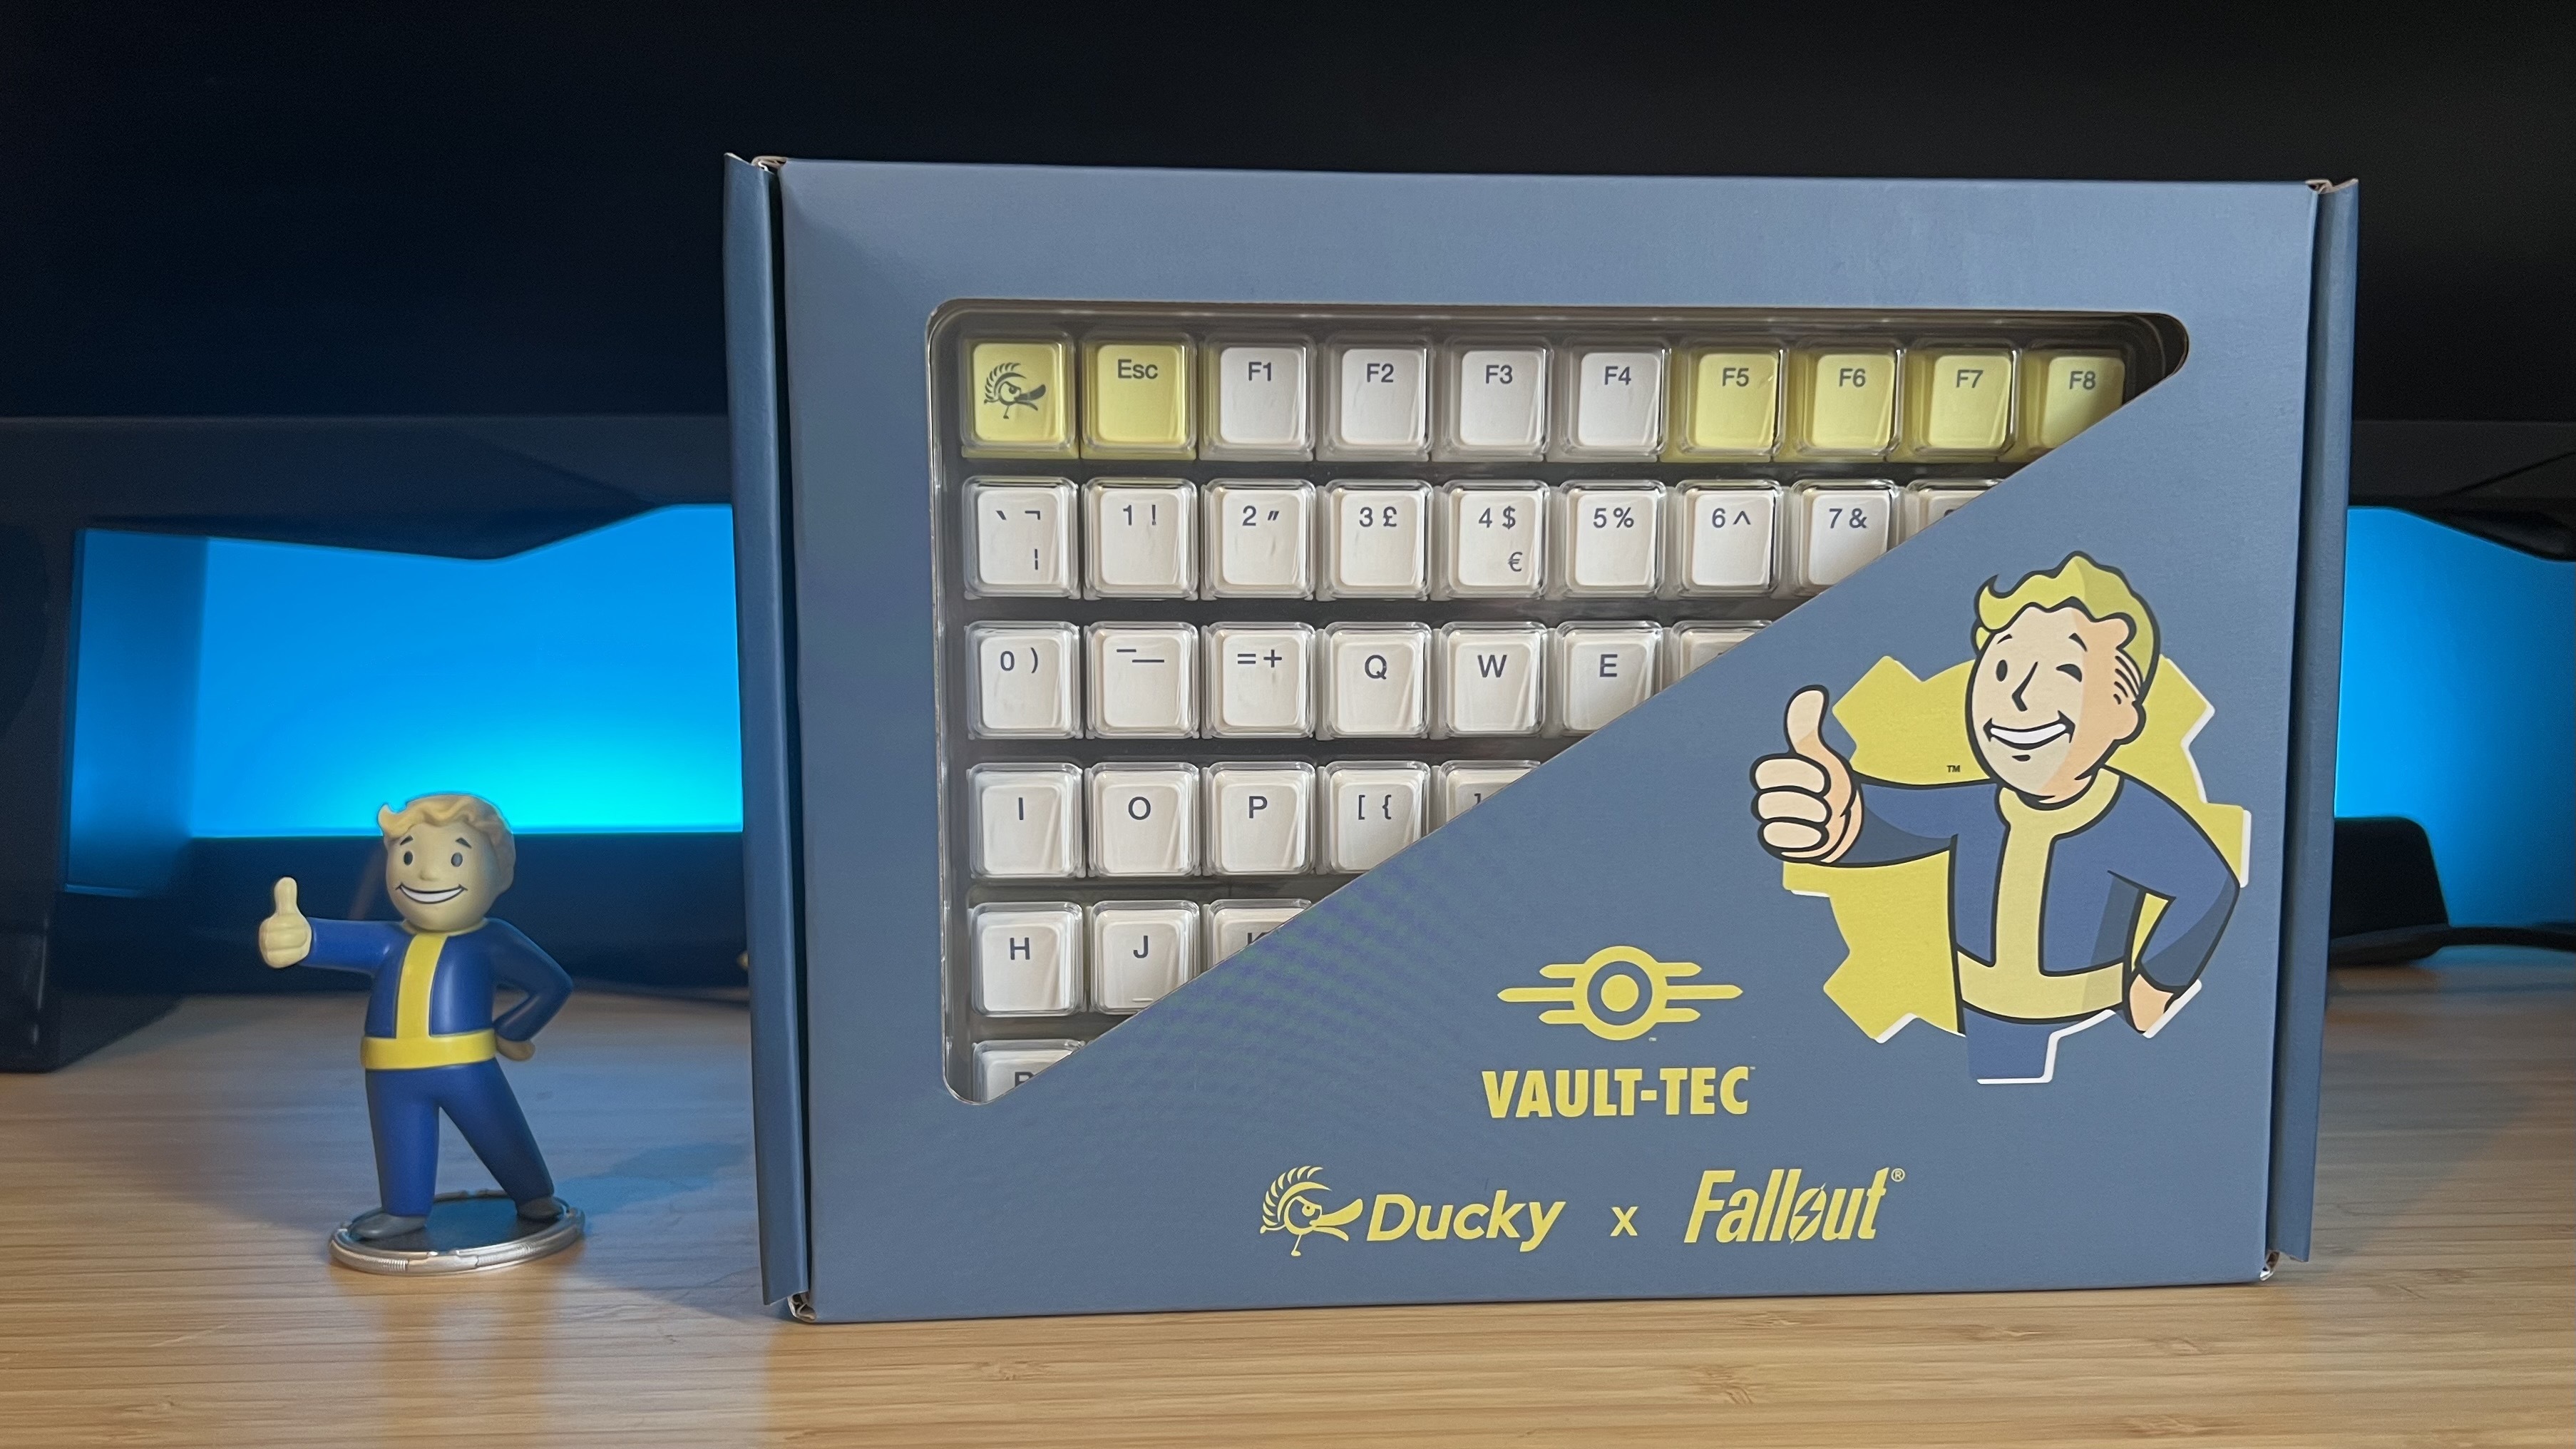 Esc F1 F2 F3 F4 F5 F6 F7 F8
` ¬ ¦ 1 ! 2 " 3 £ 4 $ € 5 % 6 ^ 7 &
0 ) - _ = + Q W E
I O P [ {
H J K
™
VAULT-TEC™
Ducky x Fallout®